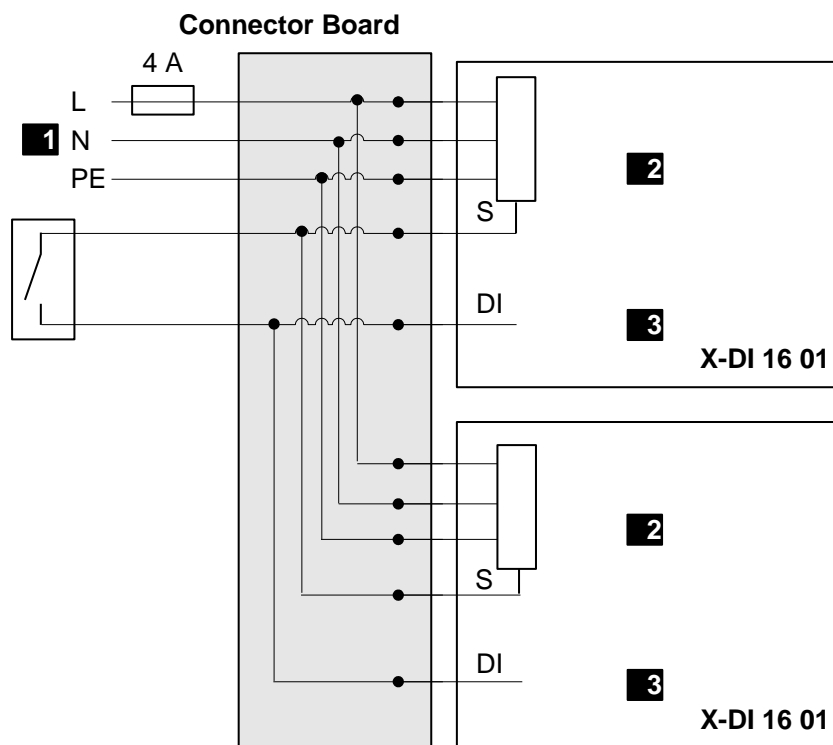 Connector Board
4 A
L
1 N
PE
2
S
DI
3
X-DI 16 01
2
S
DI
3
X-DI 16 01